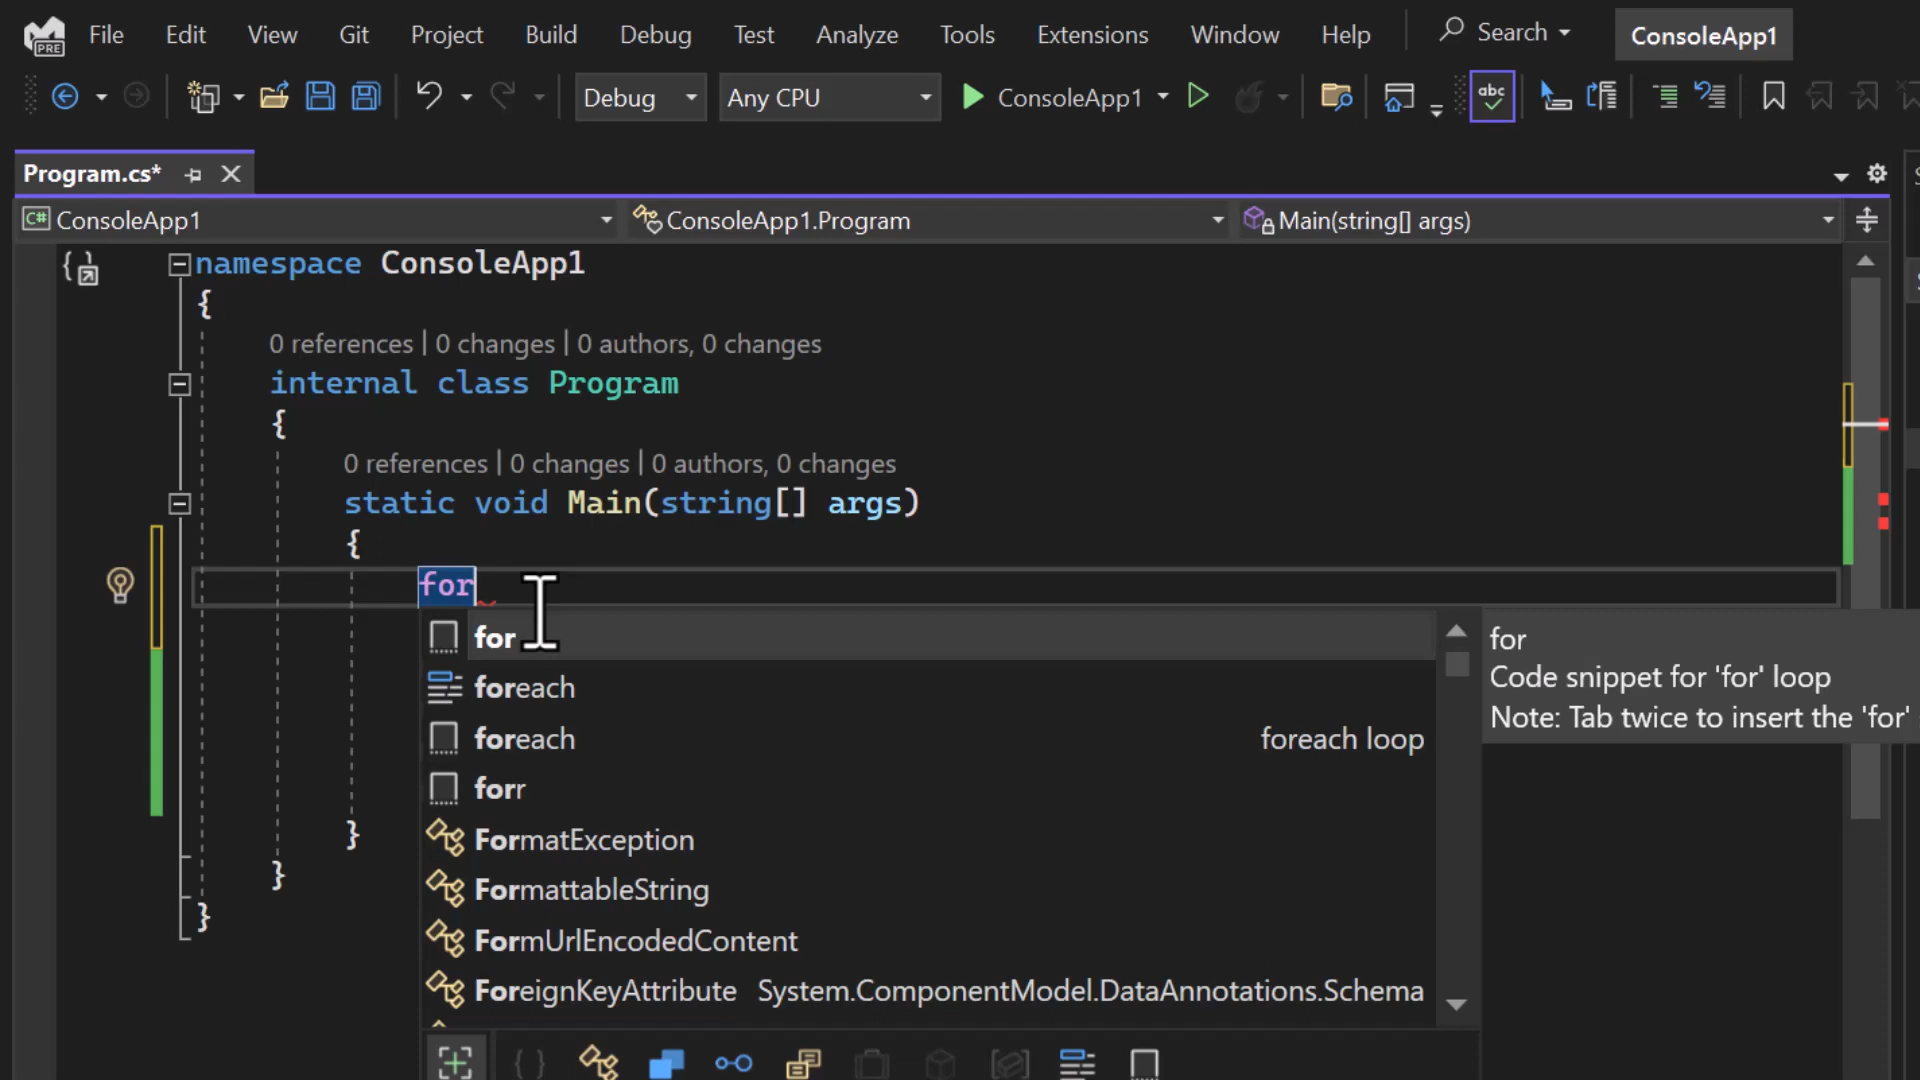 PRE File Edit View Git Project Build Debug Test Analyze Tools Extensions Window Help Search ConsoleApp1
Debug Any CPU ConsoleApp1 abc
Program.cs*
C# ConsoleApp1 ConsoleApp1.Program Main(string[] args)
namespace ConsoleApp1
{
0 references | 0 changes | 0 authors, 0 changes
internal class Program
{
0 references | 0 changes | 0 authors, 0 changes
static void Main(string[] args)
{
for
for
foreach
foreach foreach loop
forr
FormatException
FormattableString
FormUrlEncodedContent
ForeignKeyAttribute System.ComponentModel.DataAnnotations.Schema
for
Code snippet for 'for' loop
Note: Tab twice to insert the 'for'
}
}
}